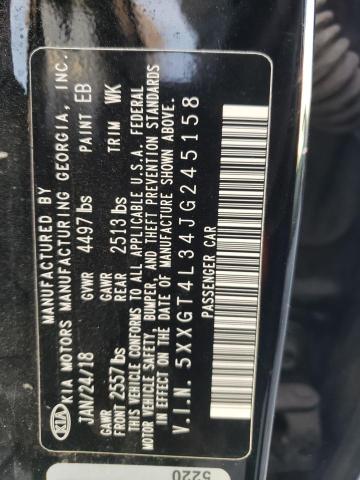 MANUFACTURED BY
KIA KIA MOTORS MANUFACTURING GEORGIA, INC.
JAN/24/18 GVWR 4497 lbs PAINT EB
GAWR FRONT 2557 lbs GAWR REAR 2513 lbs TRIM WK
THIS VEHICLE CONFORMS TO ALL APPLICABLE U.S.A. FEDERAL
MOTOR VEHICLE SAFETY, BUMPER, AND THEFT PREVENTION STANDARDS
IN EFFECT ON THE DATE OF MANUFACTURE SHOWN ABOVE.
V.I.N. 5XXGT4L34JG245158
PASSENGER CAR
5220